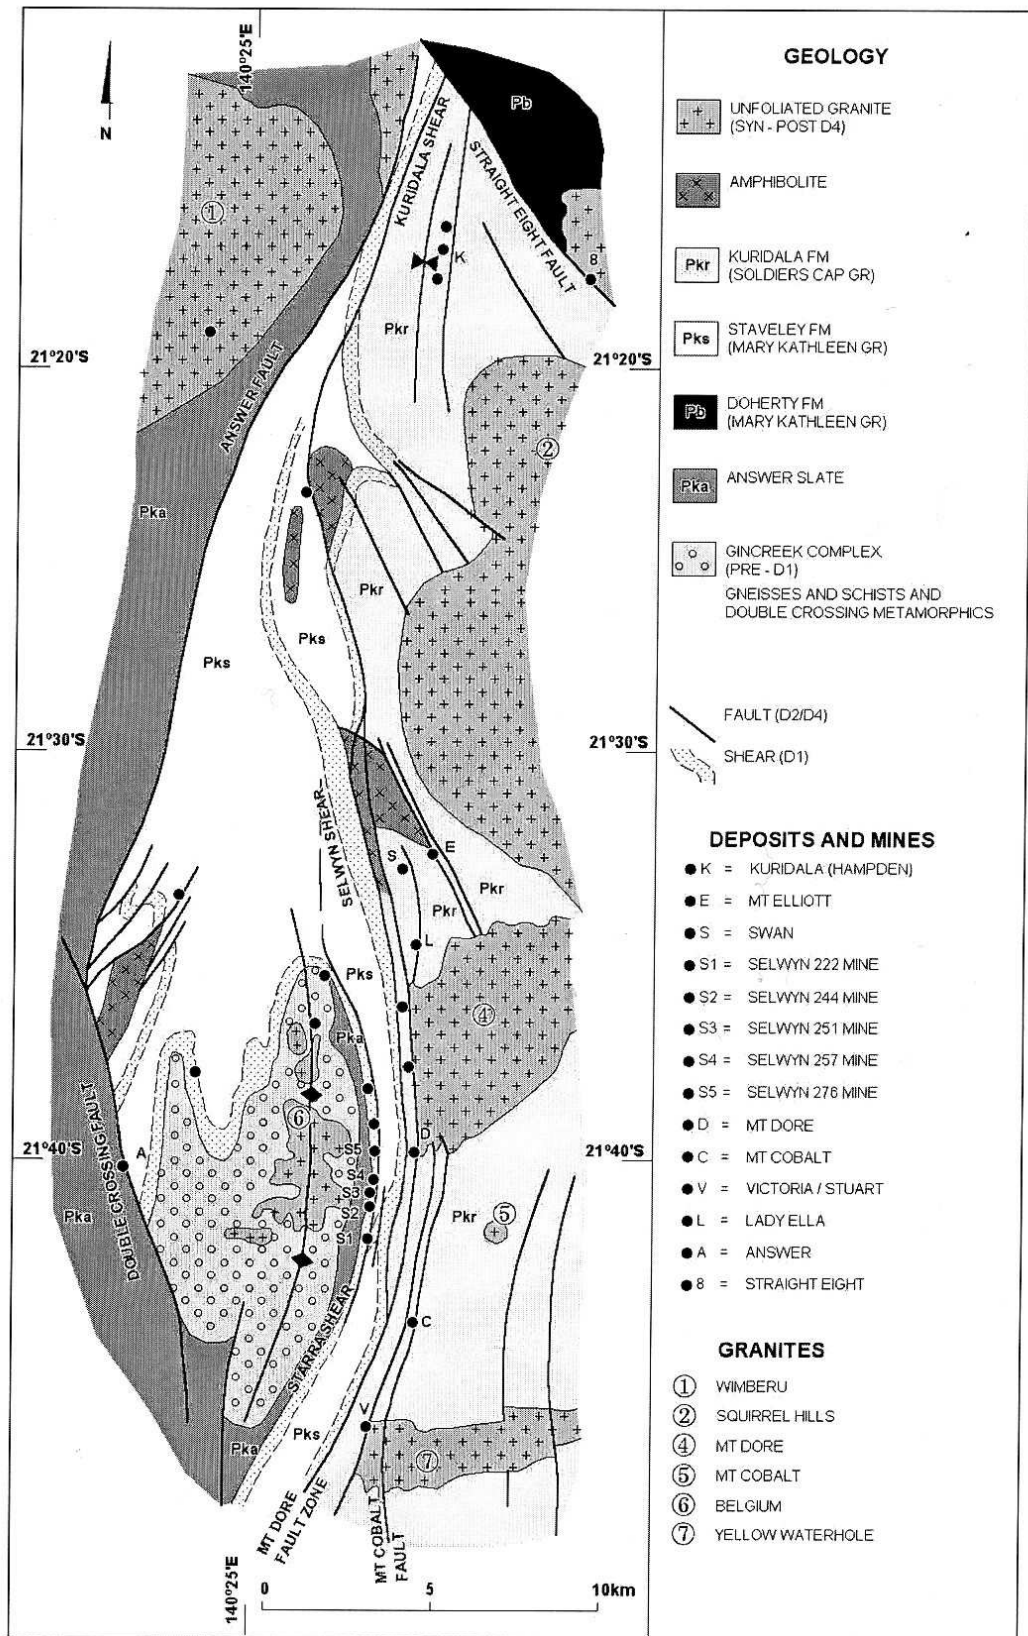 140°25'E
N
Pb
KURIDALA SHEAR
STRAIGHT EIGHT FAULT
1
K
8
Pkr
21°20'S
21°20'S
ANSWER FAULT
2
Pka
Pkr
Pks
Pks
21°30'S
21°30'S
SELWYN SHEAR
E
S
Pkr
Pkr
L
Pks
4
Pka
DOUBLE CROSSING FAULT
6
D
21°40'S
21°40'S
A
S5
S4
S3
S2
S1
Pka
Pkr
5
STARRA SHEAR
C
V
Pks
Pka
7
MT DORE
FAULT ZONE
MT COBALT
FAULT
140°25'E
0 5 10km
GEOLOGY
UNFOLIATED GRANITE
(SYN - POST D4)
AMPHIBOLITE
Pkr KURIDALA FM
(SOLDIERS CAP GR)
Pks STAVELEY FM
(MARY KATHLEEN GR)
Pb DOHERTY FM
(MARY KATHLEEN GR)
Pka ANSWER SLATE
GINCREEK COMPLEX
(PRE - D1)
GNEISSES AND SCHISTS AND
DOUBLE CROSSING METAMORPHICS
FAULT (D2/D4)
SHEAR (D1)
DEPOSITS AND MINES
K = KURIDALA (HAMPDEN)
E = MT ELLIOTT
S = SWAN
S1 = SELWYN 222 MINE
S2 = SELWYN 244 MINE
S3 = SELWYN 251 MINE
S4 = SELWYN 257 MINE
S5 = SELWYN 276 MINE
D = MT DORE
C = MT COBALT
V = VICTORIA / STUART
L = LADY ELLA
A = ANSWER
8 = STRAIGHT EIGHT
GRANITES
1 WIMBERU
2 SQUIRREL HILLS
4 MT DORE
5 MT COBALT
6 BELGIUM
7 YELLOW WATERHOLE